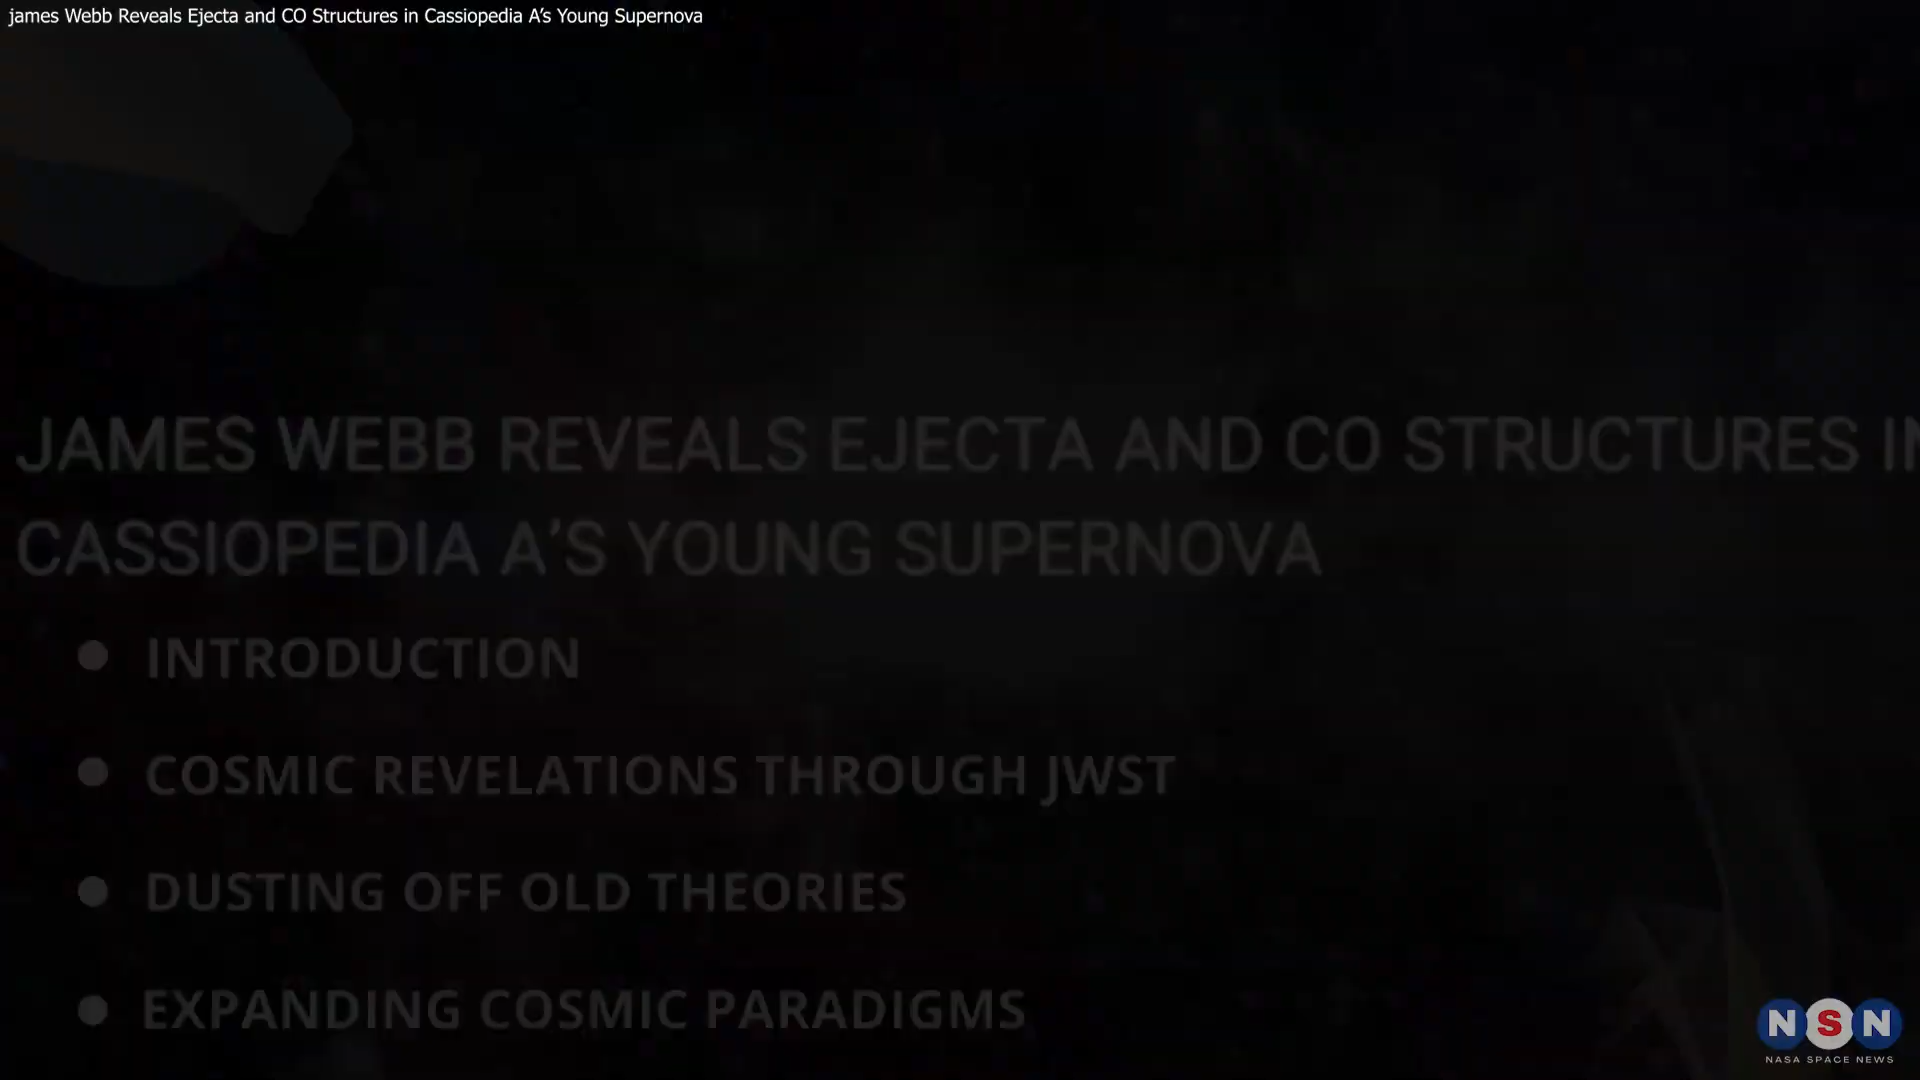 james Webb Reveals Ejecta and CO Structures in Cassiopedia A’s Young Supernova
JAMES WEBB REVEALS EJECTA AND CO STRUCTURES IN
CASSIOPEDIA A’S YOUNG SUPERNOVA
● INTRODUCTION
● COSMIC REVELATIONS THROUGH JWST
● DUSTING OFF OLD THEORIES
● EXPANDING COSMIC PARADIGMS
NSN
NASA SPACE NEWS